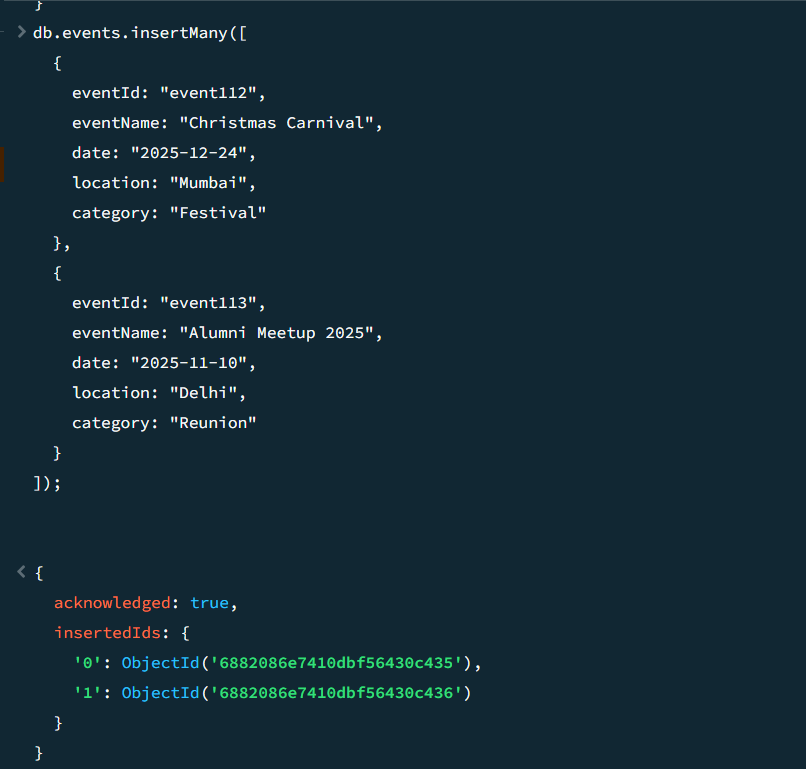 }
> db.events.insertMany([
{
eventId: "event112",
eventName: "Christmas Carnival",
date: "2025-12-24",
location: "Mumbai",
category: "Festival"
},
{
eventId: "event113",
eventName: "Alumni Meetup 2025",
date: "2025-11-10",
location: "Delhi",
category: "Reunion"
}
]);
< {
acknowledged: true,
insertedIds: {
'0': ObjectId('6882086e7410dbf56430c435'),
'1': ObjectId('6882086e7410dbf56430c436')
}
}